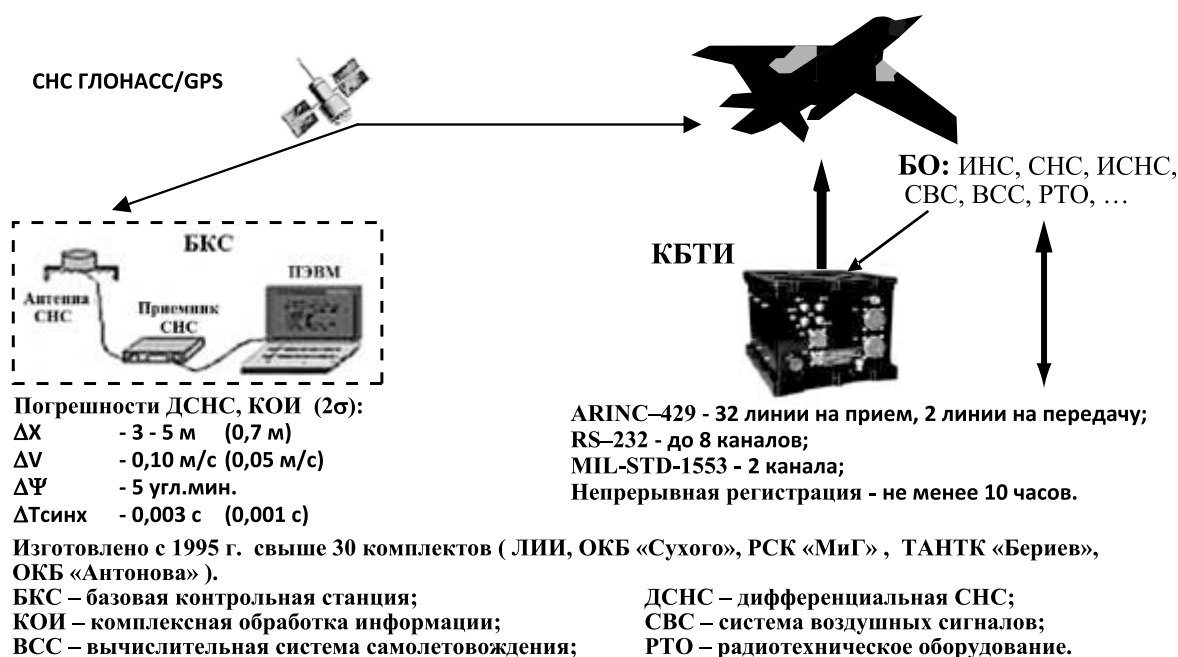 СНС ГЛОНАСС/GPS
БО: ИНС, СНС, ИСНС,
СВС, ВСС, РТО, …
КБТИ
БКС
Антенна
СНС
Приемник
СНС
ПЭВМ
Погрешности ДСНС, КОИ (2σ):
ΔX - 3 - 5 м (0,7 м)
ΔV - 0,10 м/с (0,05 м/с)
ΔΨ - 5 угл.мин.
ΔТсинх - 0,003 с (0,001 с)
ARINC–429 - 32 линии на прием, 2 линии на передачу;
RS–232 - до 8 каналов;
MIL-STD-1553 - 2 канала;
Непрерывная регистрация - не менее 10 часов.
Изготовлено с 1995 г. свыше 30 комплектов ( ЛИИ, ОКБ «Сухого», РСК «МиГ» , ТАНТК «Бериев»,
ОКБ «Антонова» ).
БКС – базовая контрольная станция;
КОИ – комплексная обработка информации;
ВСС – вычислительная система самолетовождения;
ДСНС – дифференциальная СНС;
СВС – система воздушных сигналов;
РТО – радиотехническое оборудование.